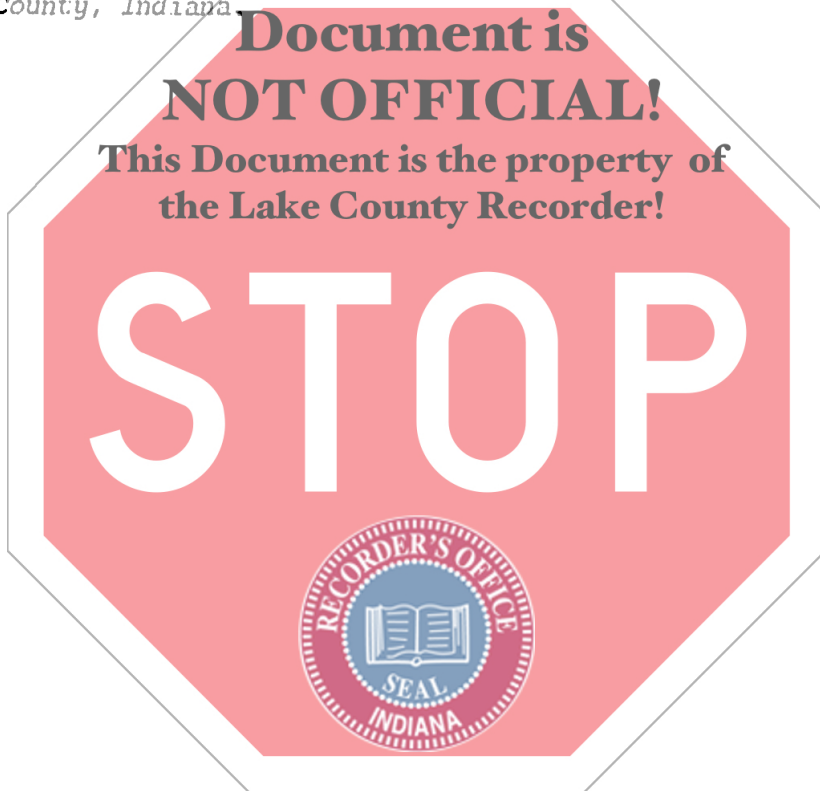 County, Indiana.
Document is
NOT OFFICIAL!
This Document is the property of
the Lake County Recorder!
STOP
RECORDER'S OFFICE
SEAL
INDIANA